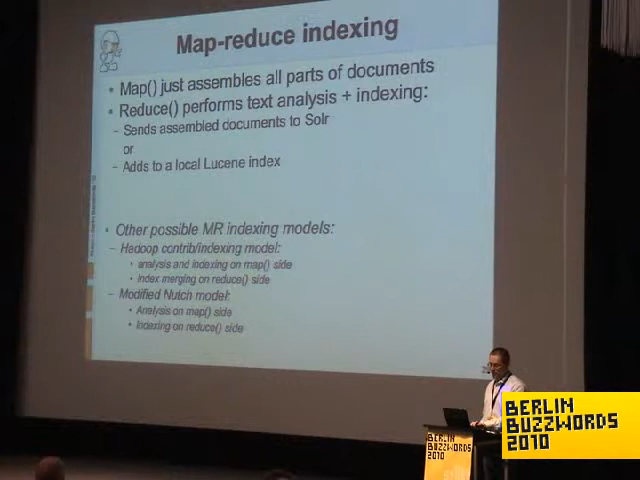 Map-reduce indexing
• Map() just assembles all parts of documents
• Reduce() performs text analysis + indexing:
– Sends assembled documents to Solr
or
– Adds to a local Lucene index
• Other possible MR indexing models:
– Hadoop contrib/indexing model:
• analysis and indexing on map() side
• Index merging on reduce() side
– Modified Nutch model:
• Analysis on map() side
• Indexing on reduce() side
BERLIN
BUZZWORDS
2010
BERLIN
BUZZWORDS
2010